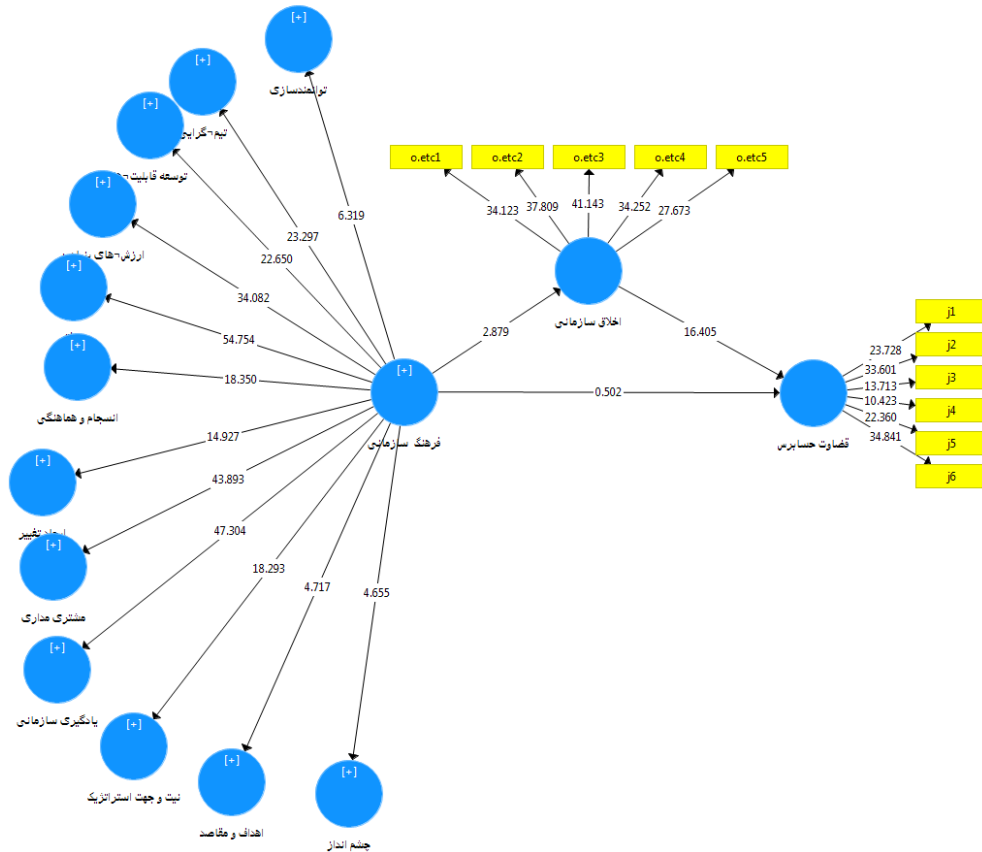 [+]
توانمندسازی
[+]
تیم¬گرایی
[+]
توسعه قابلیت¬
[+]
ارزش¬های
[+]
[+]
انسجام و هماهنگی
[+]
تغییر
[+]
مشتری مداری
[+]
یادگیری سازمانی
[+]
نیت و جهت استراتژیک
[+]
اهداف و مقاصد
[+]
چشم انداز
6.319
23.297
22.650
34.082
54.754
18.350
14.927
43.893
47.304
18.293
4.717
4.655
[+]
فرهنگ سازمانی
2.879
0.502
o.etc1
o.etc2
o.etc3
o.etc4
o.etc5
34.123
37.809
41.143
34.252
27.673
اخلاق سازمانی
16.405
قضاوت حسابرس
23.728
33.601
13.713
10.423
22.360
34.841
j1
j2
j3
j4
j5
j6